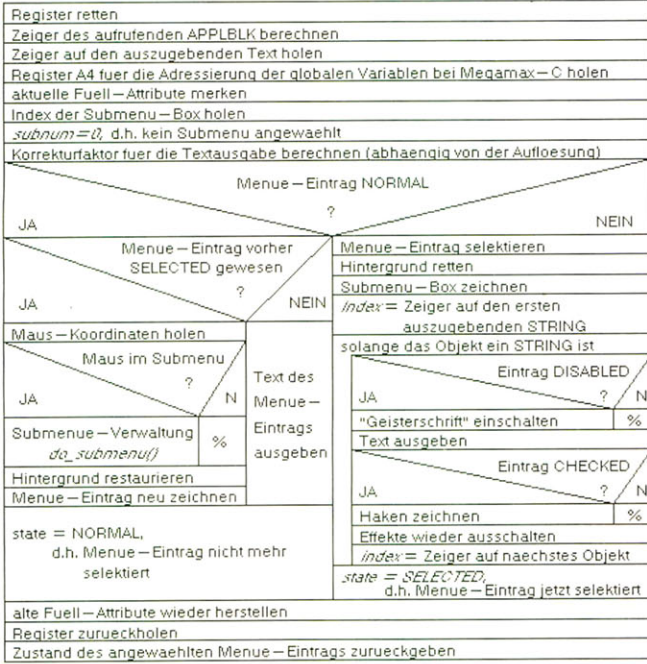 Register retten
Zeiger des aufrufenden APPLBLK berechnen
Zeiger auf den auszugebenden Text holen
Register A4 fuer die Adressierung der globalen Variablen bei Megamax-C holen
aktuelle Fuell-Attribute merken
Index der Submenu-Box holen
subnum=0, d.h. kein Submenu angewaehlt
Korrekturfaktor fuer die Textausgabe berechnen (abhaengig von der Aufloesung)
Menue-Eintrag NORMAL
?
JA
NEIN
Menue-Eintrag vorher
SELECTED gewesen
?
JA
NEIN
Maus-Koordinaten holen
Maus im Submenu
?
JA
N
Submenue-Verwaltung
do_submenu()
%
Hintergrund restaurieren
Menue-Eintrag neu zeichnen
Text des
Menue-
Eintrags
ausgeben
state = NORMAL,
d.h. Menue-Eintrag nicht mehr
selektiert
Menue-Eintrag selektieren
Hintergrund retten
Submenu-Box zeichnen
index= Zeiger auf den ersten
auszugebenden STRING
solange das Objekt ein STRING ist
Eintrag DISABLED
?
JA
N
"Geisterschrift" einschalten
%
Text ausgeben
Eintrag CHECKED
?
JA
N
Haken zeichnen
%
Effekte wieder ausschalten
index= Zeiger auf naechstes Objekt
state = SELECTED,
d.h. Menue-Eintrag jetzt selektiert
alte Fuell-Attribute wieder herstellen
Register zurueckholen
Zustand des angewaehlten Menue-Eintrags zurueckgeben